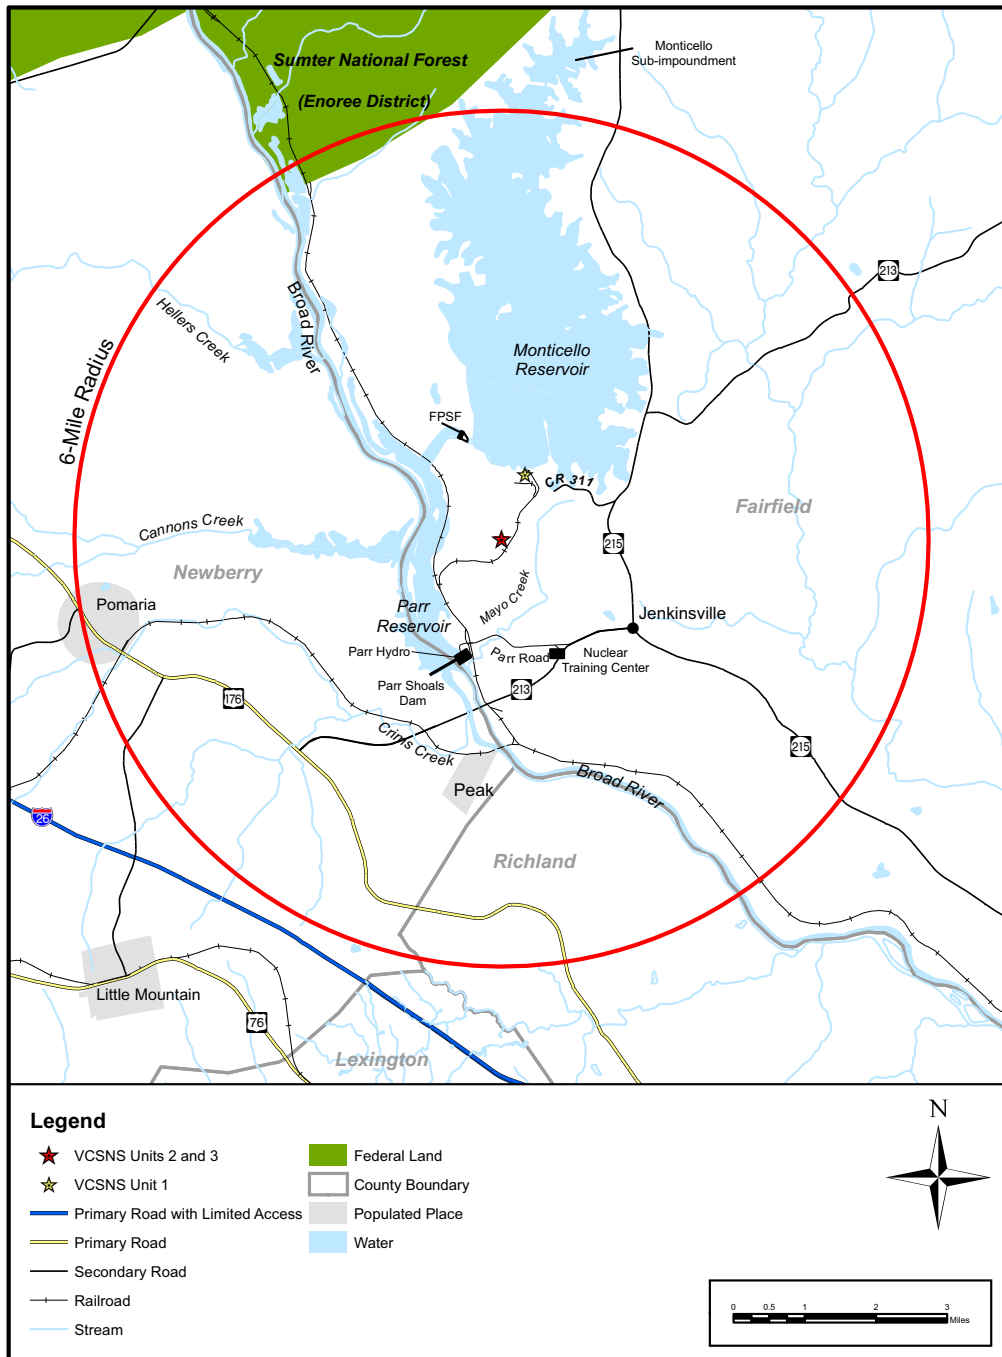 Sumter National Forest
(Enoree District)
Monticello
Sub-impoundment
213
Hellers Creek
Broad River
6-Mile Radius
Monticello
Reservoir
FPSF
CR 311
Fairfield
Cannons Creek
Newberry
215
Pomaria
Parr
Reservoir
Mayo Creek
Jenkinsville
Parr Hydro
Parr Road
Nuclear
Training Center
Parr Shoals
Dam
213
176
Crims Creek
215
Peak
Broad River
26
Richland
Little Mountain
76
Lexington
Legend
VCSNS Units 2 and 3
VCSNS Unit 1
Primary Road with Limited Access
Primary Road
Secondary Road
Railroad
Stream
Federal Land
County Boundary
Populated Place
Water
N
0 0.5 1 2 3
Miles